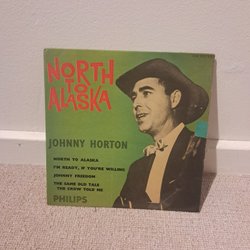 NORTH
TO
ALASKA
JOHNNY HORTON
NORTH TO ALASKA
I'M READY, IF YOU'RE WILLING
JOHNNY FREEDOM
THE SAME OLD TALE
THE CROW TOLD ME
PHILIPS